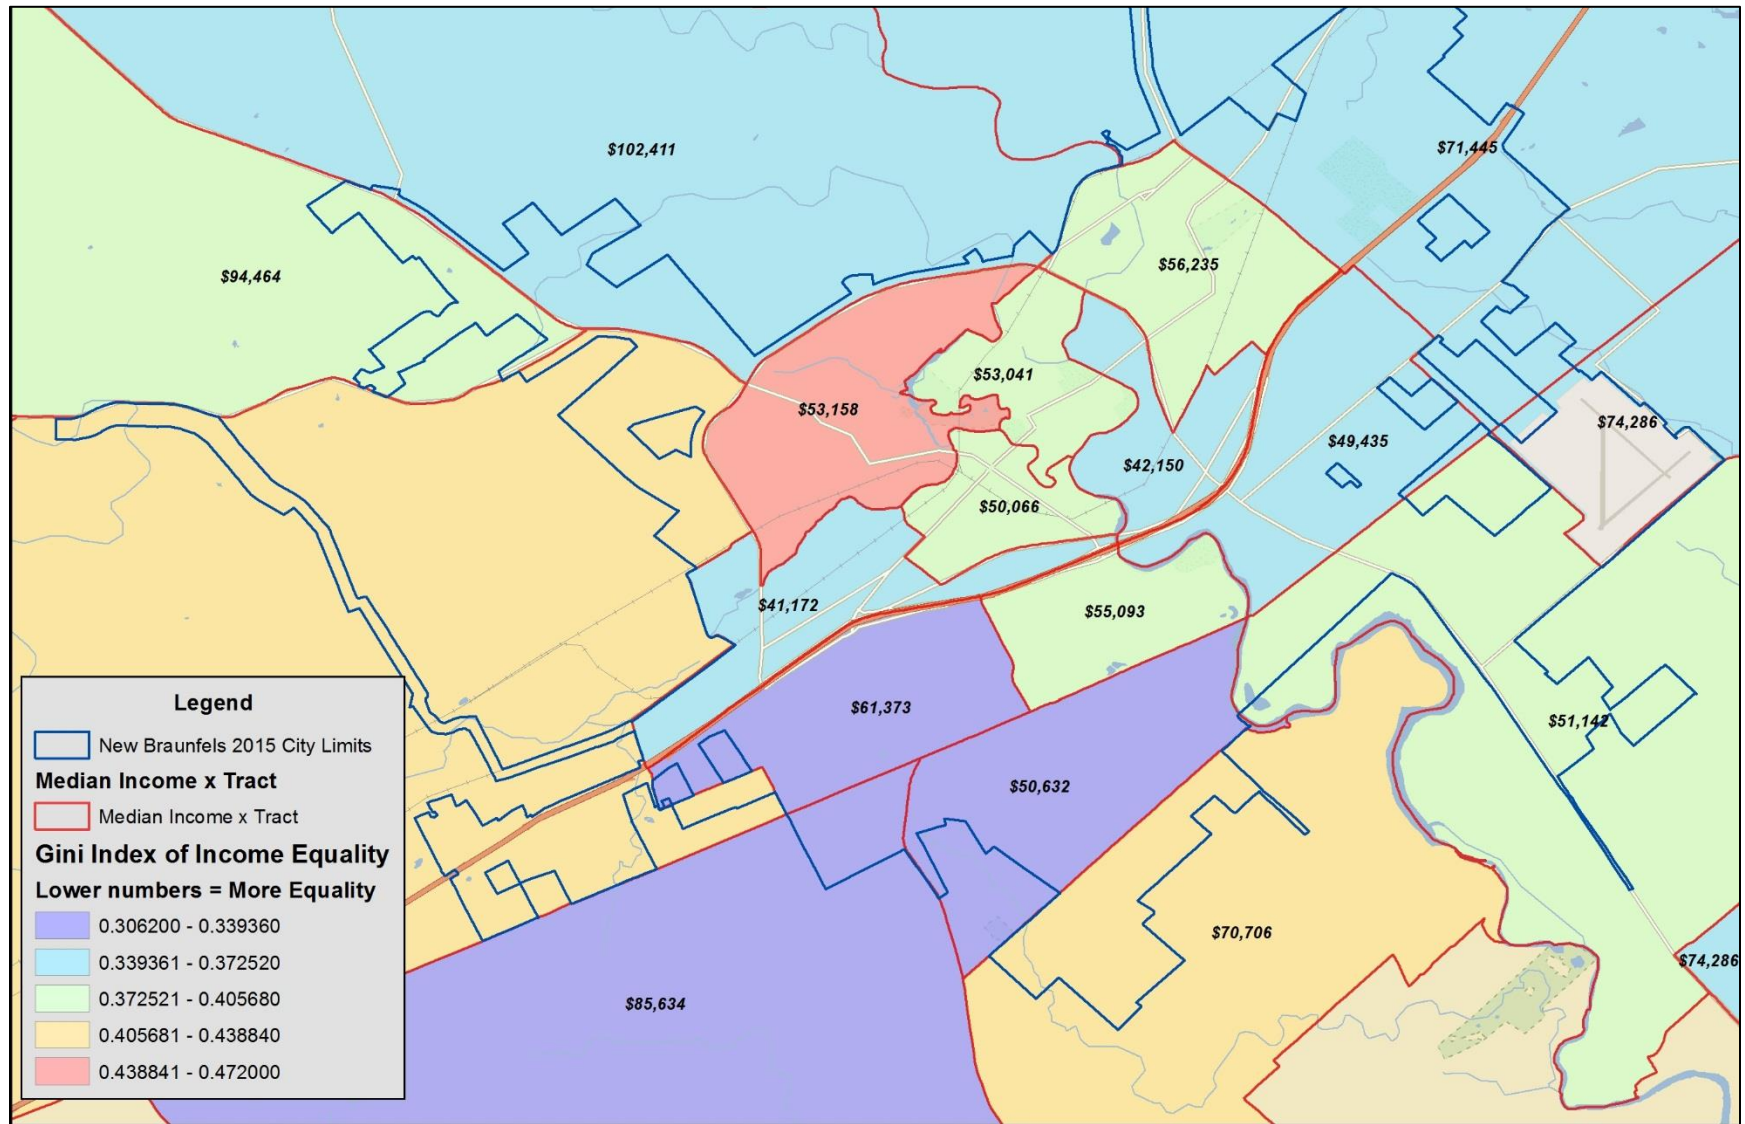 $102,411
$71,445
$94,464
$56,235
$53,041
$53,158
$74,286
$49,435
$42,150
$50,066
$41,172
$55,093
$61,373
$51,142
$50,632
$70,706
$74,286
$85,634
Legend
New Braunfels 2015 City Limits
Median Income x Tract
Median Income x Tract
Gini Index of Income Equality
Lower numbers = More Equality
0.306200 - 0.339360
0.339361 - 0.372520
0.372521 - 0.405680
0.405681 - 0.438840
0.438841 - 0.472000